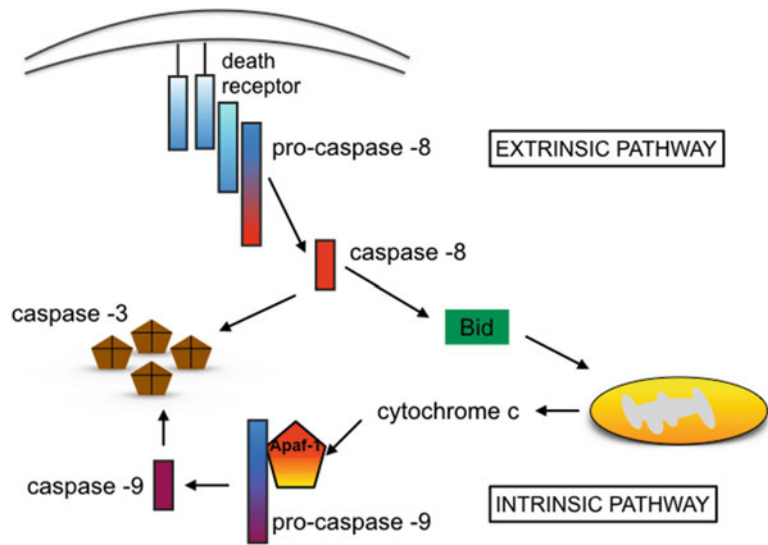 death
receptor
pro-caspase -8
EXTRINSIC PATHWAY
caspase -8
caspase -3
Bid
cytochrome c
Apaf-1
caspase -9
pro-caspase -9
INTRINSIC PATHWAY